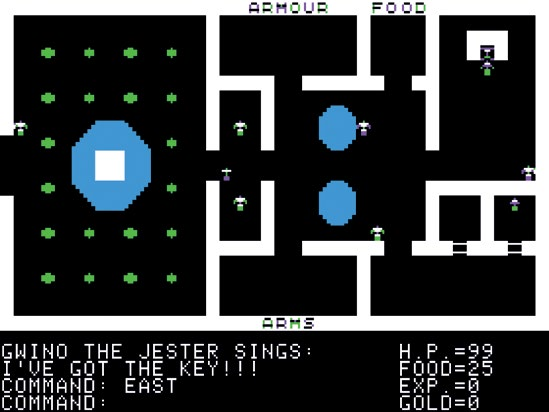 ARMOUR FOOD
ARMS
GWINO THE JESTER SINGS:
I'VE GOT THE KEY!!!
COMMAND: EAST
COMMAND:
H.P.=99
FOOD=25
EXP.=0
GOLD=0